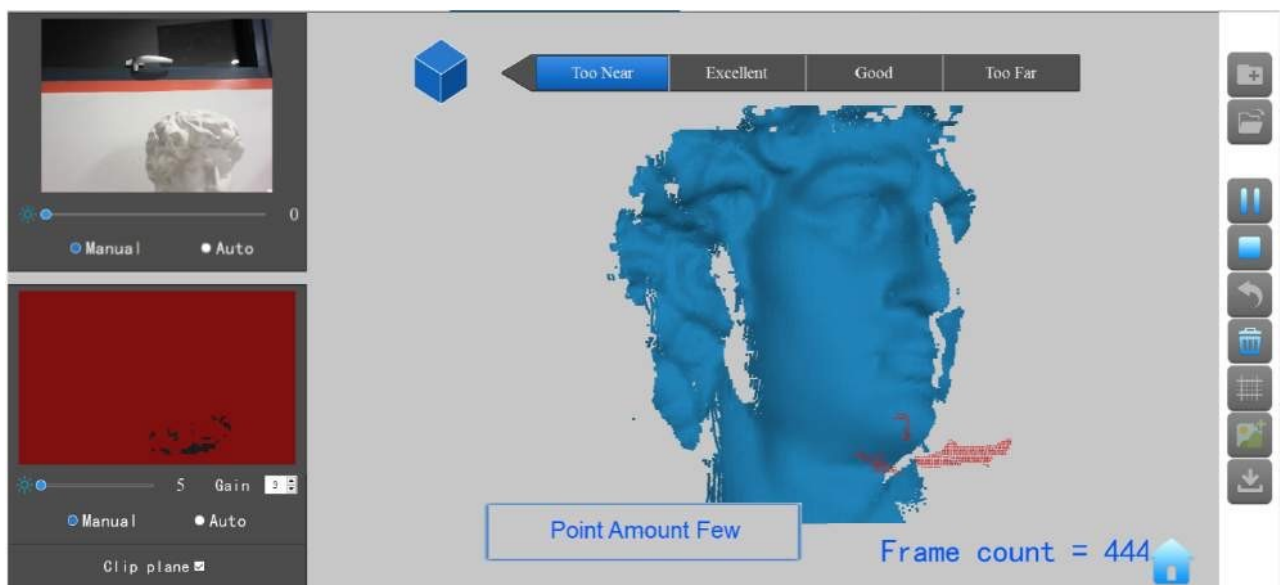 Too Near Excellent Good Too Far
0
Manual Auto
5 Gain 3
Manual Auto
Clip plane
Point Amount Few
Frame count = 444